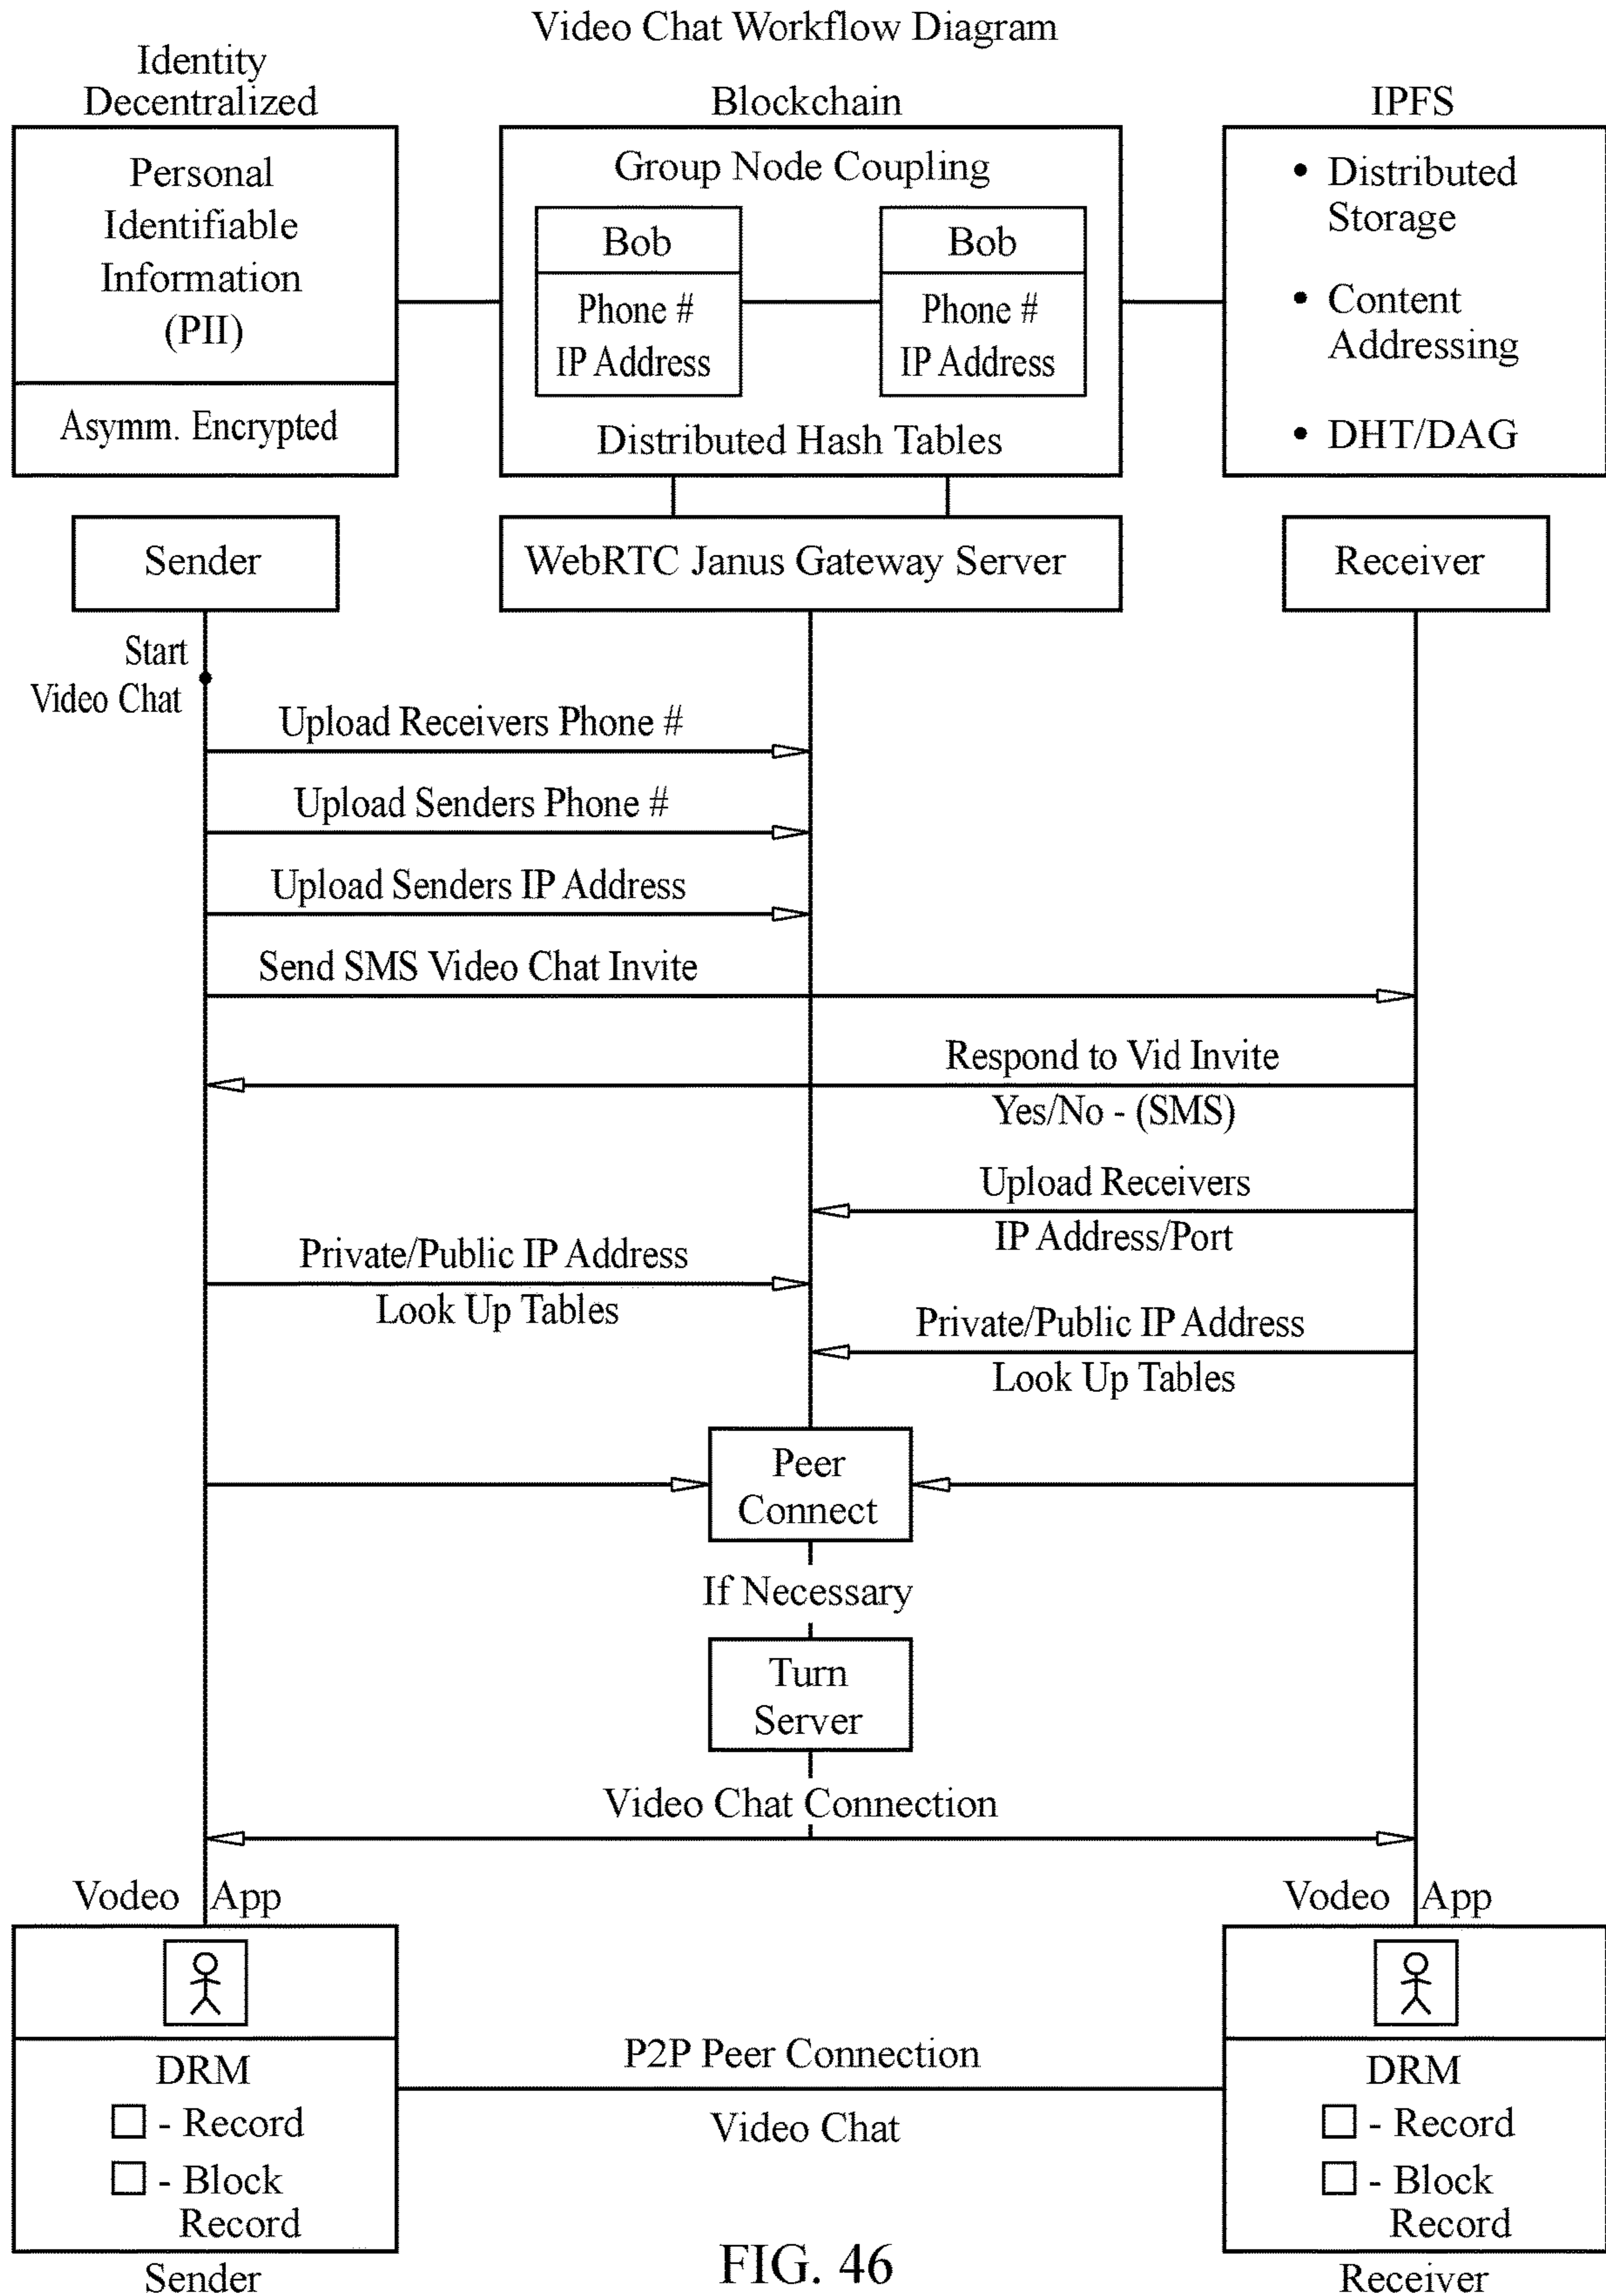 Video Chat Workflow Diagram
Identity
Decentralized
Personal
Identifiable
Information
(PII)
Asymm. Encrypted
Blockchain
Group Node Coupling
Bob
Phone #
IP Address
Bob
Phone #
IP Address
Distributed Hash Tables
IPFS
• Distributed
Storage
• Content
Addressing
• DHT/DAG
Sender
WebRTC Janus Gateway Server
Receiver
Start
Video Chat
Upload Receivers Phone #
Upload Senders Phone #
Upload Senders IP Address
Send SMS Video Chat Invite
Respond to Vid Invite
Yes/No - (SMS)
Upload Receivers
IP Address/Port
Private/Public IP Address
Look Up Tables
Private/Public IP Address
Look Up Tables
Peer
Connect
If Necessary
Turn
Server
Video Chat Connection
Vodeo App
DRM
- Record
- Block
Record
Sender
P2P Peer Connection
Video Chat
Vodeo App
DRM
- Record
- Block
Record
Receiver
FIG. 46